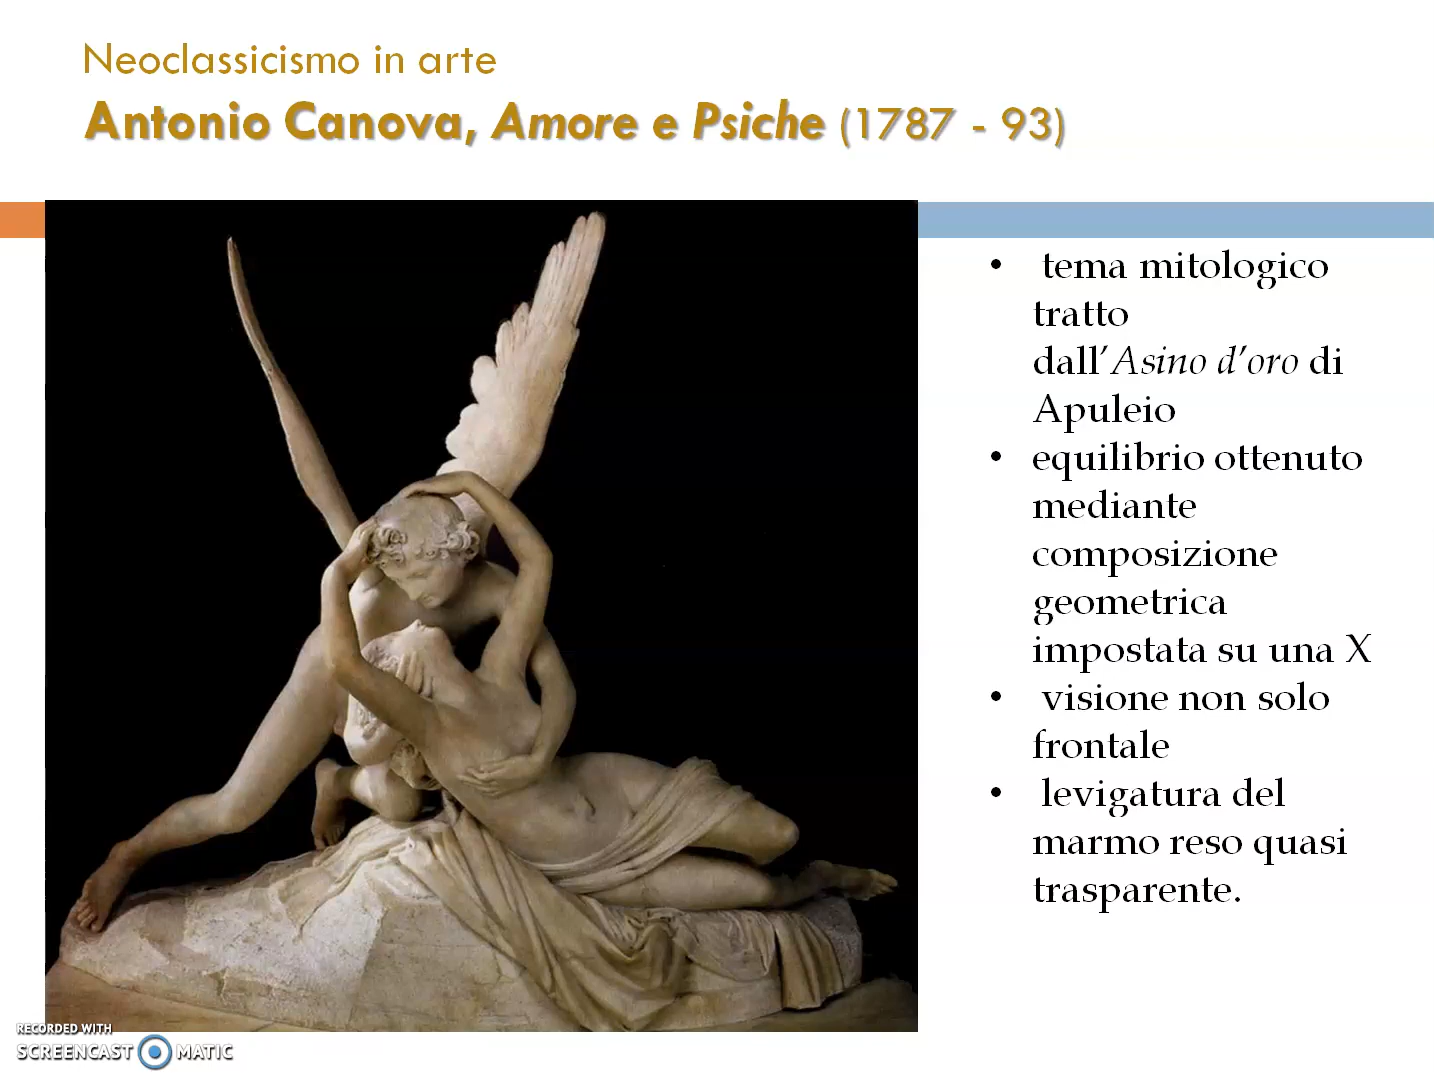 Neoclassicismo in arte
Antonio Canova, Amore e Psiche (1787 - 93)
• tema mitologico
tratto
dall'Asino d'oro di
Apuleio
• equilibrio ottenuto
mediante
composizione
geometrica
impostata su una X
• visione non solo
frontale
• levigatura del
marmo reso quasi
trasparente.
RECORDED WITH
SCREENCAST MATIC